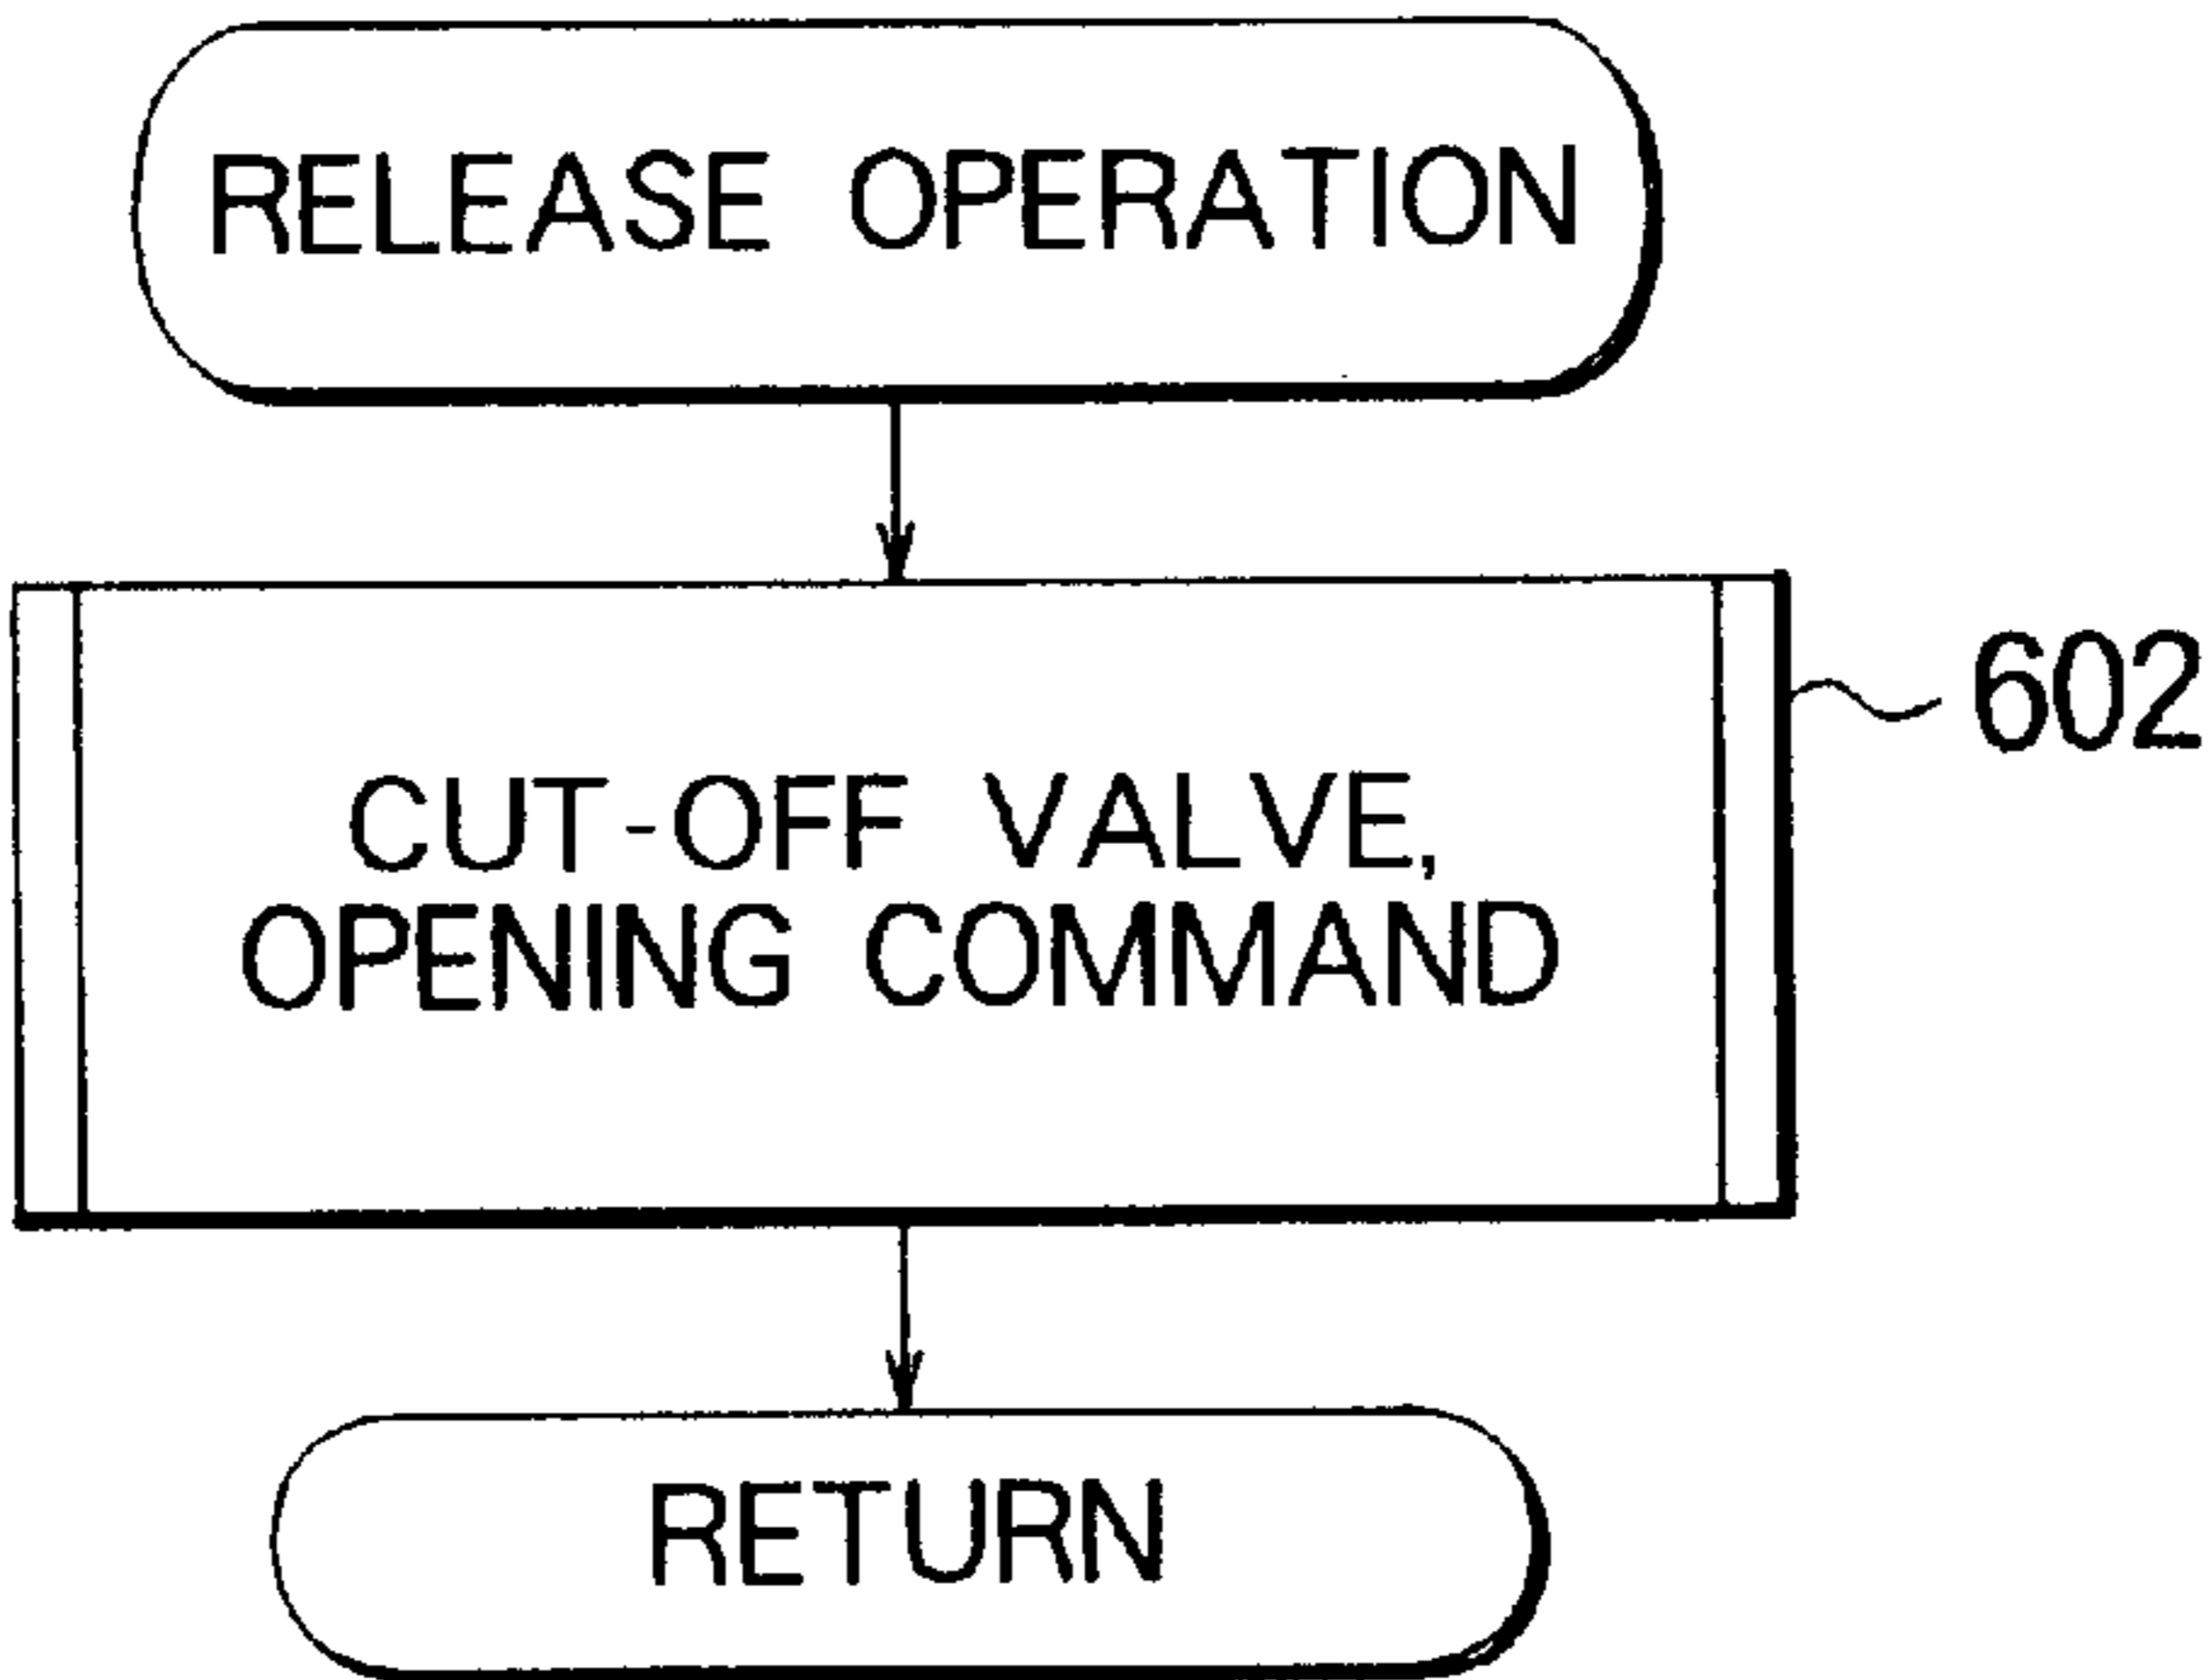 RELEASE OPERATION
602
CUT-OFF VALVE,
OPENING COMMAND
RETURN